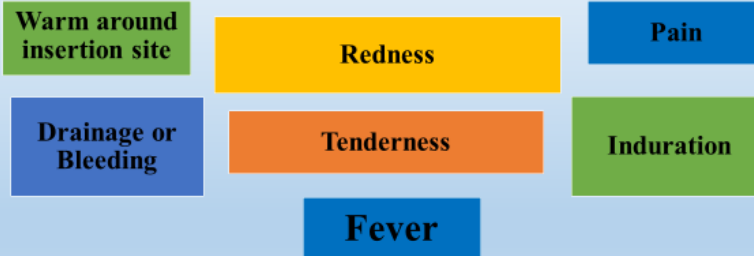 Warm around
insertion site
Redness
Pain
Drainage or
Bleeding
Tenderness
Induration
Fever